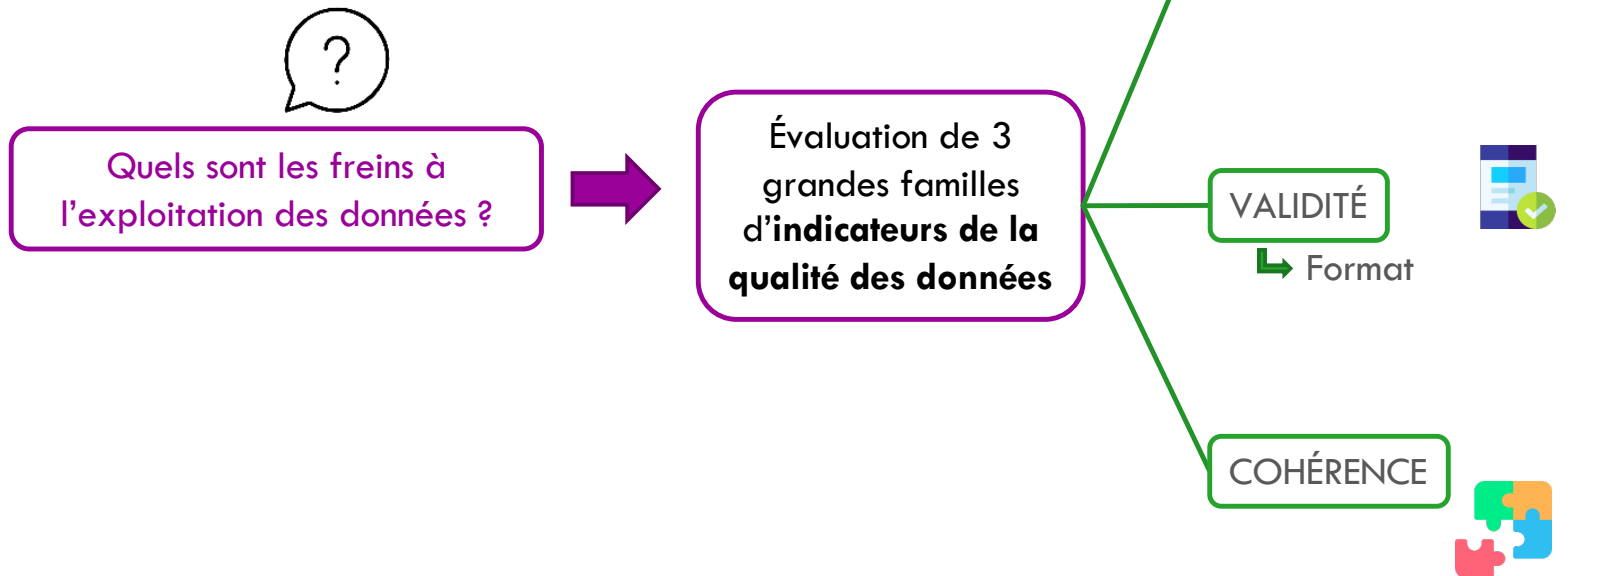 ?
Quels sont les freins à
l'exploitation des données ?
Évaluation de 3
grandes familles
d'indicateurs de la
qualité des données
VALIDITÉ
Format
COHÉRENCE